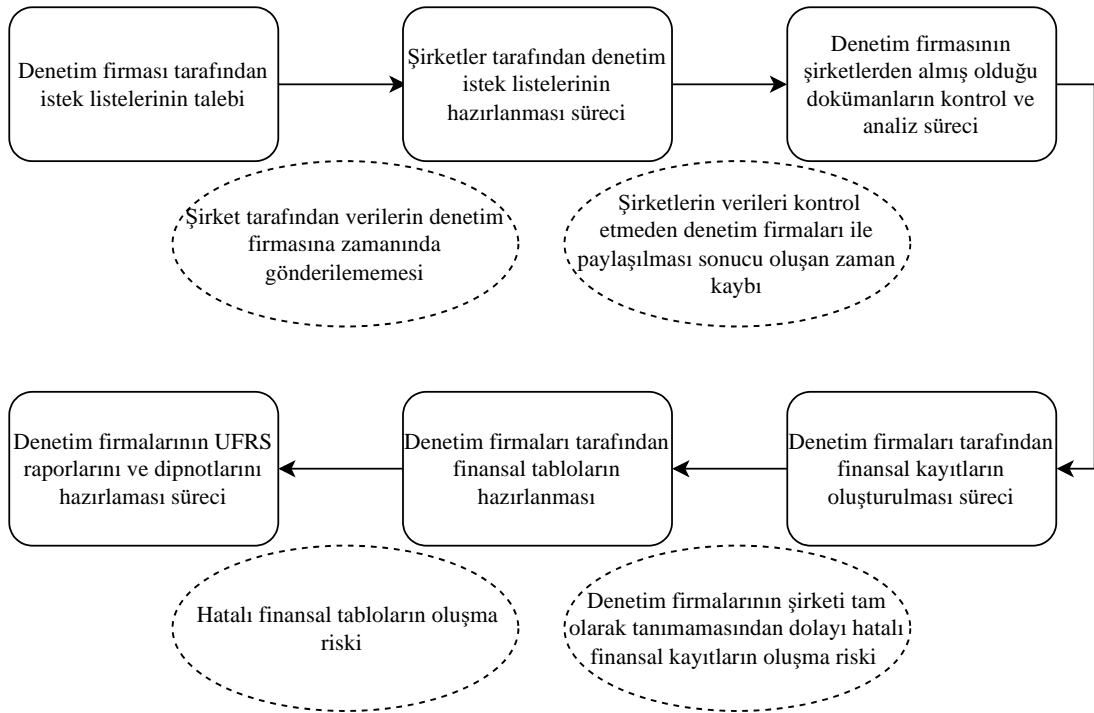 Denetim firması tarafından
istek listelerinin talebi
Şirketler tarafından denetim
istek listelerinin
hazırlanması süreci
Denetim firmasının
şirketlerden almış olduğu
dokümanların kontrol ve
analiz süreci
Şirket tarafından verilerin denetim
firmasına zamanında
gönderilememesi
Şirketlerin verileri kontrol
etmeden denetim firmaları ile
paylaşılması sonucu oluşan zaman
kaybı
Denetim firmalarının UFRS
raporlarını ve dipnotlarını
hazırlaması süreci
Denetim firmaları tarafından
finansal tabloların
hazırlanması
Denetim firmaları tarafından
finansal kayıtların
oluşturulması süreci
Hatalı finansal tabloların oluşma
riski
Denetim firmalarının şirketi tam
olarak tanımamasından dolayı hatalı
finansal kayıtların oluşma riski